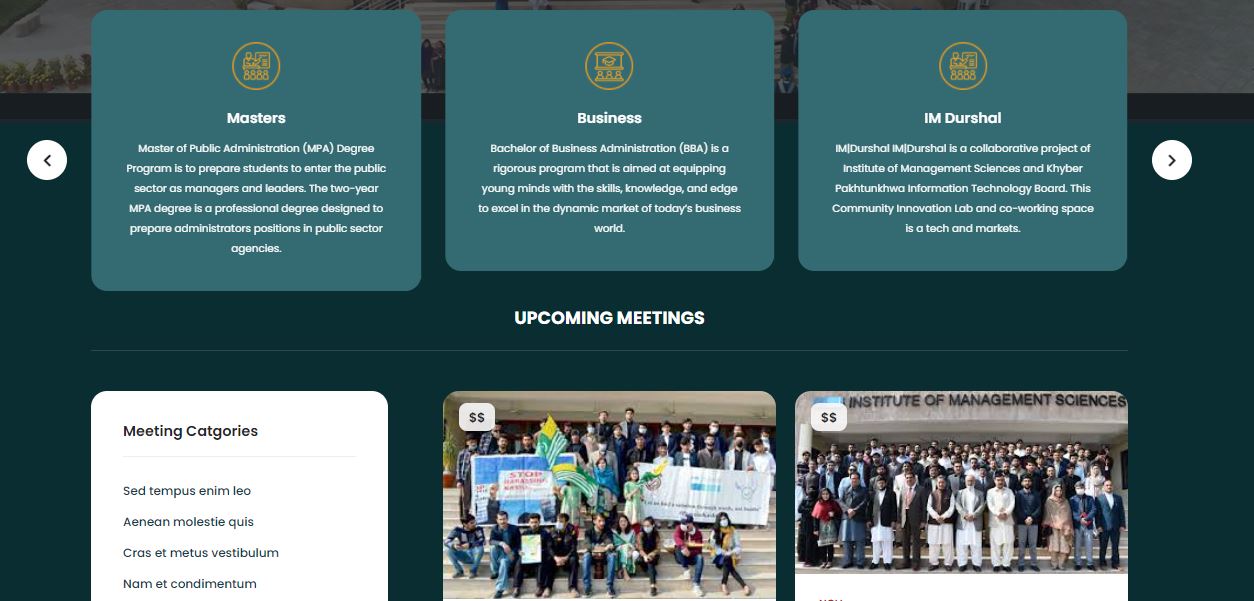 Masters
Master of Public Administration (MPA) Degree
Program is to prepare students to enter the public
sector as managers and leaders. The two-year
MPA degree is a professional degree designed to
prepare administrators positions in public sector
agencies.
Business
Bachelor of Business Administration (BBA) is a
rigorous program that is aimed at equipping
young minds with the skills, knowledge, and edge
to excel in the dynamic market of today's business
world.
IM Durshal
IM|Durshal IM|Durshal is a collaborative project of
Institute of Management Sciences and Khyber
Pakhtunkhwa Information Technology Board. This
Community Innovation Lab and co-working space
is a tech and markets.
UPCOMING MEETINGS
Meeting Catgories
Sed tempus enim leo
Aenean molestie quis
Cras et metus vestibulum
Nam et condimentum
$$
STOP
$$
INSTITUTE OF MANAGEMENT SCIENCES